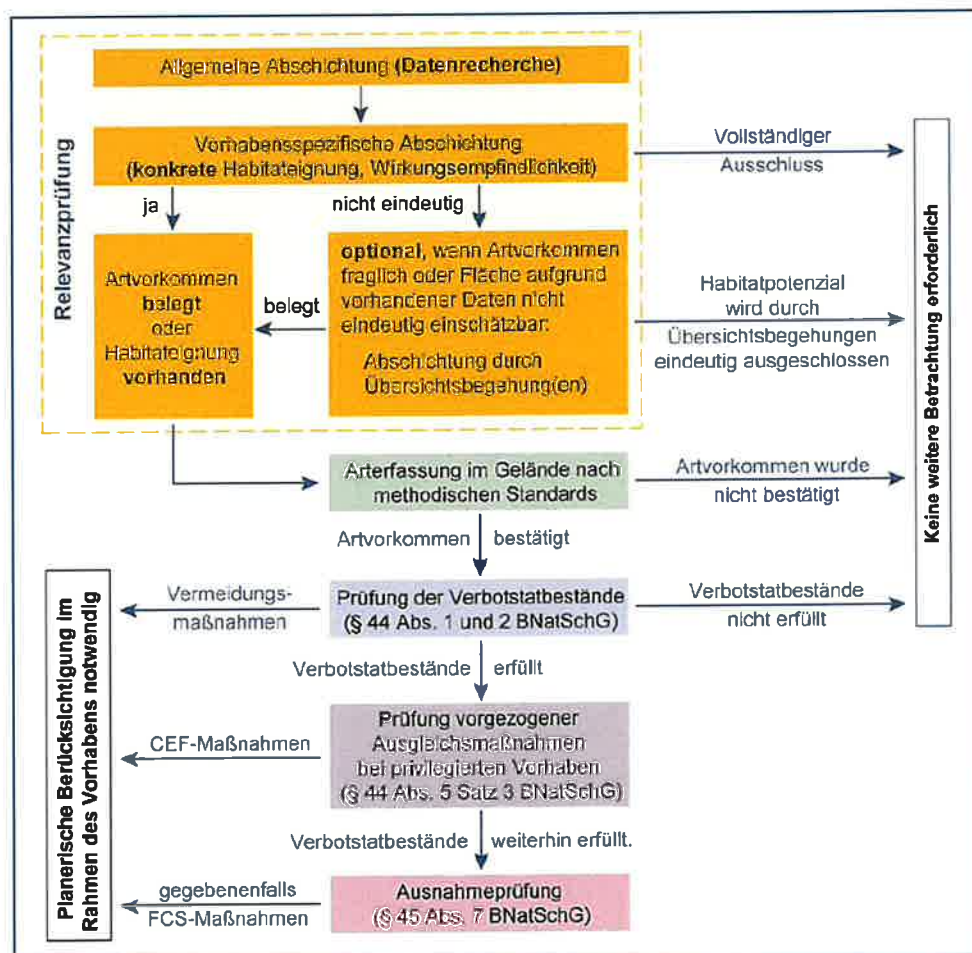 Relevanzprüfung
Allgemeine Abschichtung (Datenrecherche)
Vorhabensspezifische Abschichtung
(konkrete Habitateignung, Wirkungsempfindlichkeit)
Vollständiger
Ausschluss
ja
nicht eindeutig
Artvorkommen
belegt
oder
Habitateignung
vorhanden
belegt
optional, wenn Artvorkommen
fraglich oder Fläche aufgrund
vorhandener Daten nicht
eindeutig einschätzbar:
Abschichtung durch
Übersichtsbegehung(en)
Habitatpotenzial
wird durch
Übersichtsbegehungen
eindeutig ausgeschlossen
Keine weitere Betrachtung erforderlich
Arterfassung im Gelände nach
methodischen Standards
Artvorkommen wurde
nicht bestätigt
Artvorkommen bestätigt
Planerische Berücksichtigung im
Rahmen des Vorhabens notwendig
Vermeidungs-
maßnahmen
Prüfung der Verbotstatbestände
(§ 44 Abs. 1 und 2 BNatSchG)
Verbotstatbestände
nicht erfüllt
Verbotstatbestände erfüllt
CEF-Maßnahmen
Prüfung vorgezogener
Ausgleichsmaßnahmen
bei privilegierten Vorhaben
(§ 44 Abs. 5 Satz 3 BNatSchG)
Verbotstatbestände weiterhin erfüllt.
gegebenenfalls
FCS-Maßnahmen
Ausnahmeprüfung
(§ 45 Abs. 7 BNatSchG)